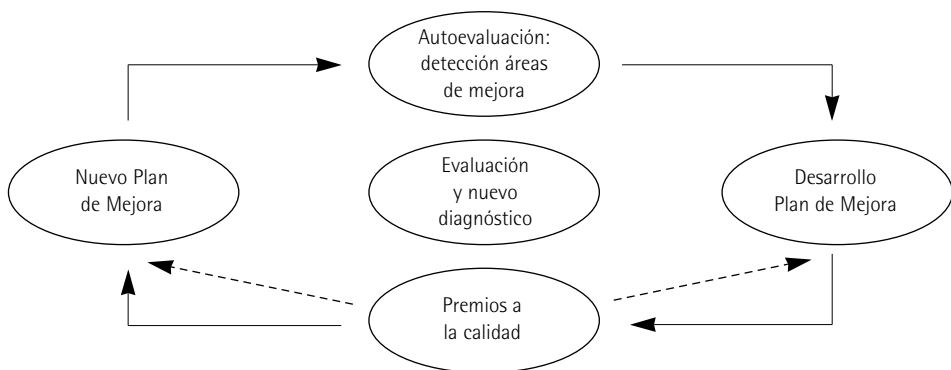 Autoevaluación:
detección áreas
de mejora
Nuevo Plan
de Mejora
Evaluación
y nuevo
diagnóstico
Desarrollo
Plan de Mejora
Premios a
la calidad